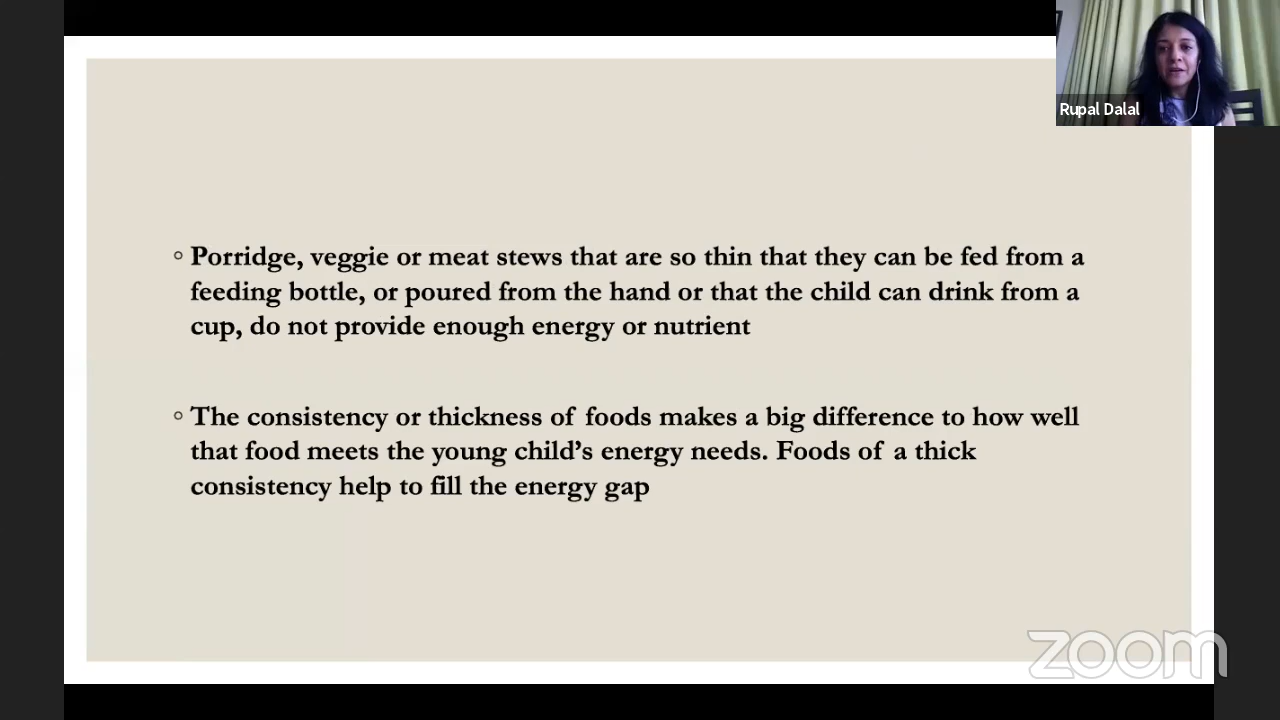 Rupal Dalal
◦ Porridge, veggie or meat stews that are so thin that they can be fed from a
feeding bottle, or poured from the hand or that the child can drink from a
cup, do not provide enough energy or nutrient
◦ The consistency or thickness of foods makes a big difference to how well
that food meets the young child’s energy needs. Foods of a thick
consistency help to fill the energy gap
zoom